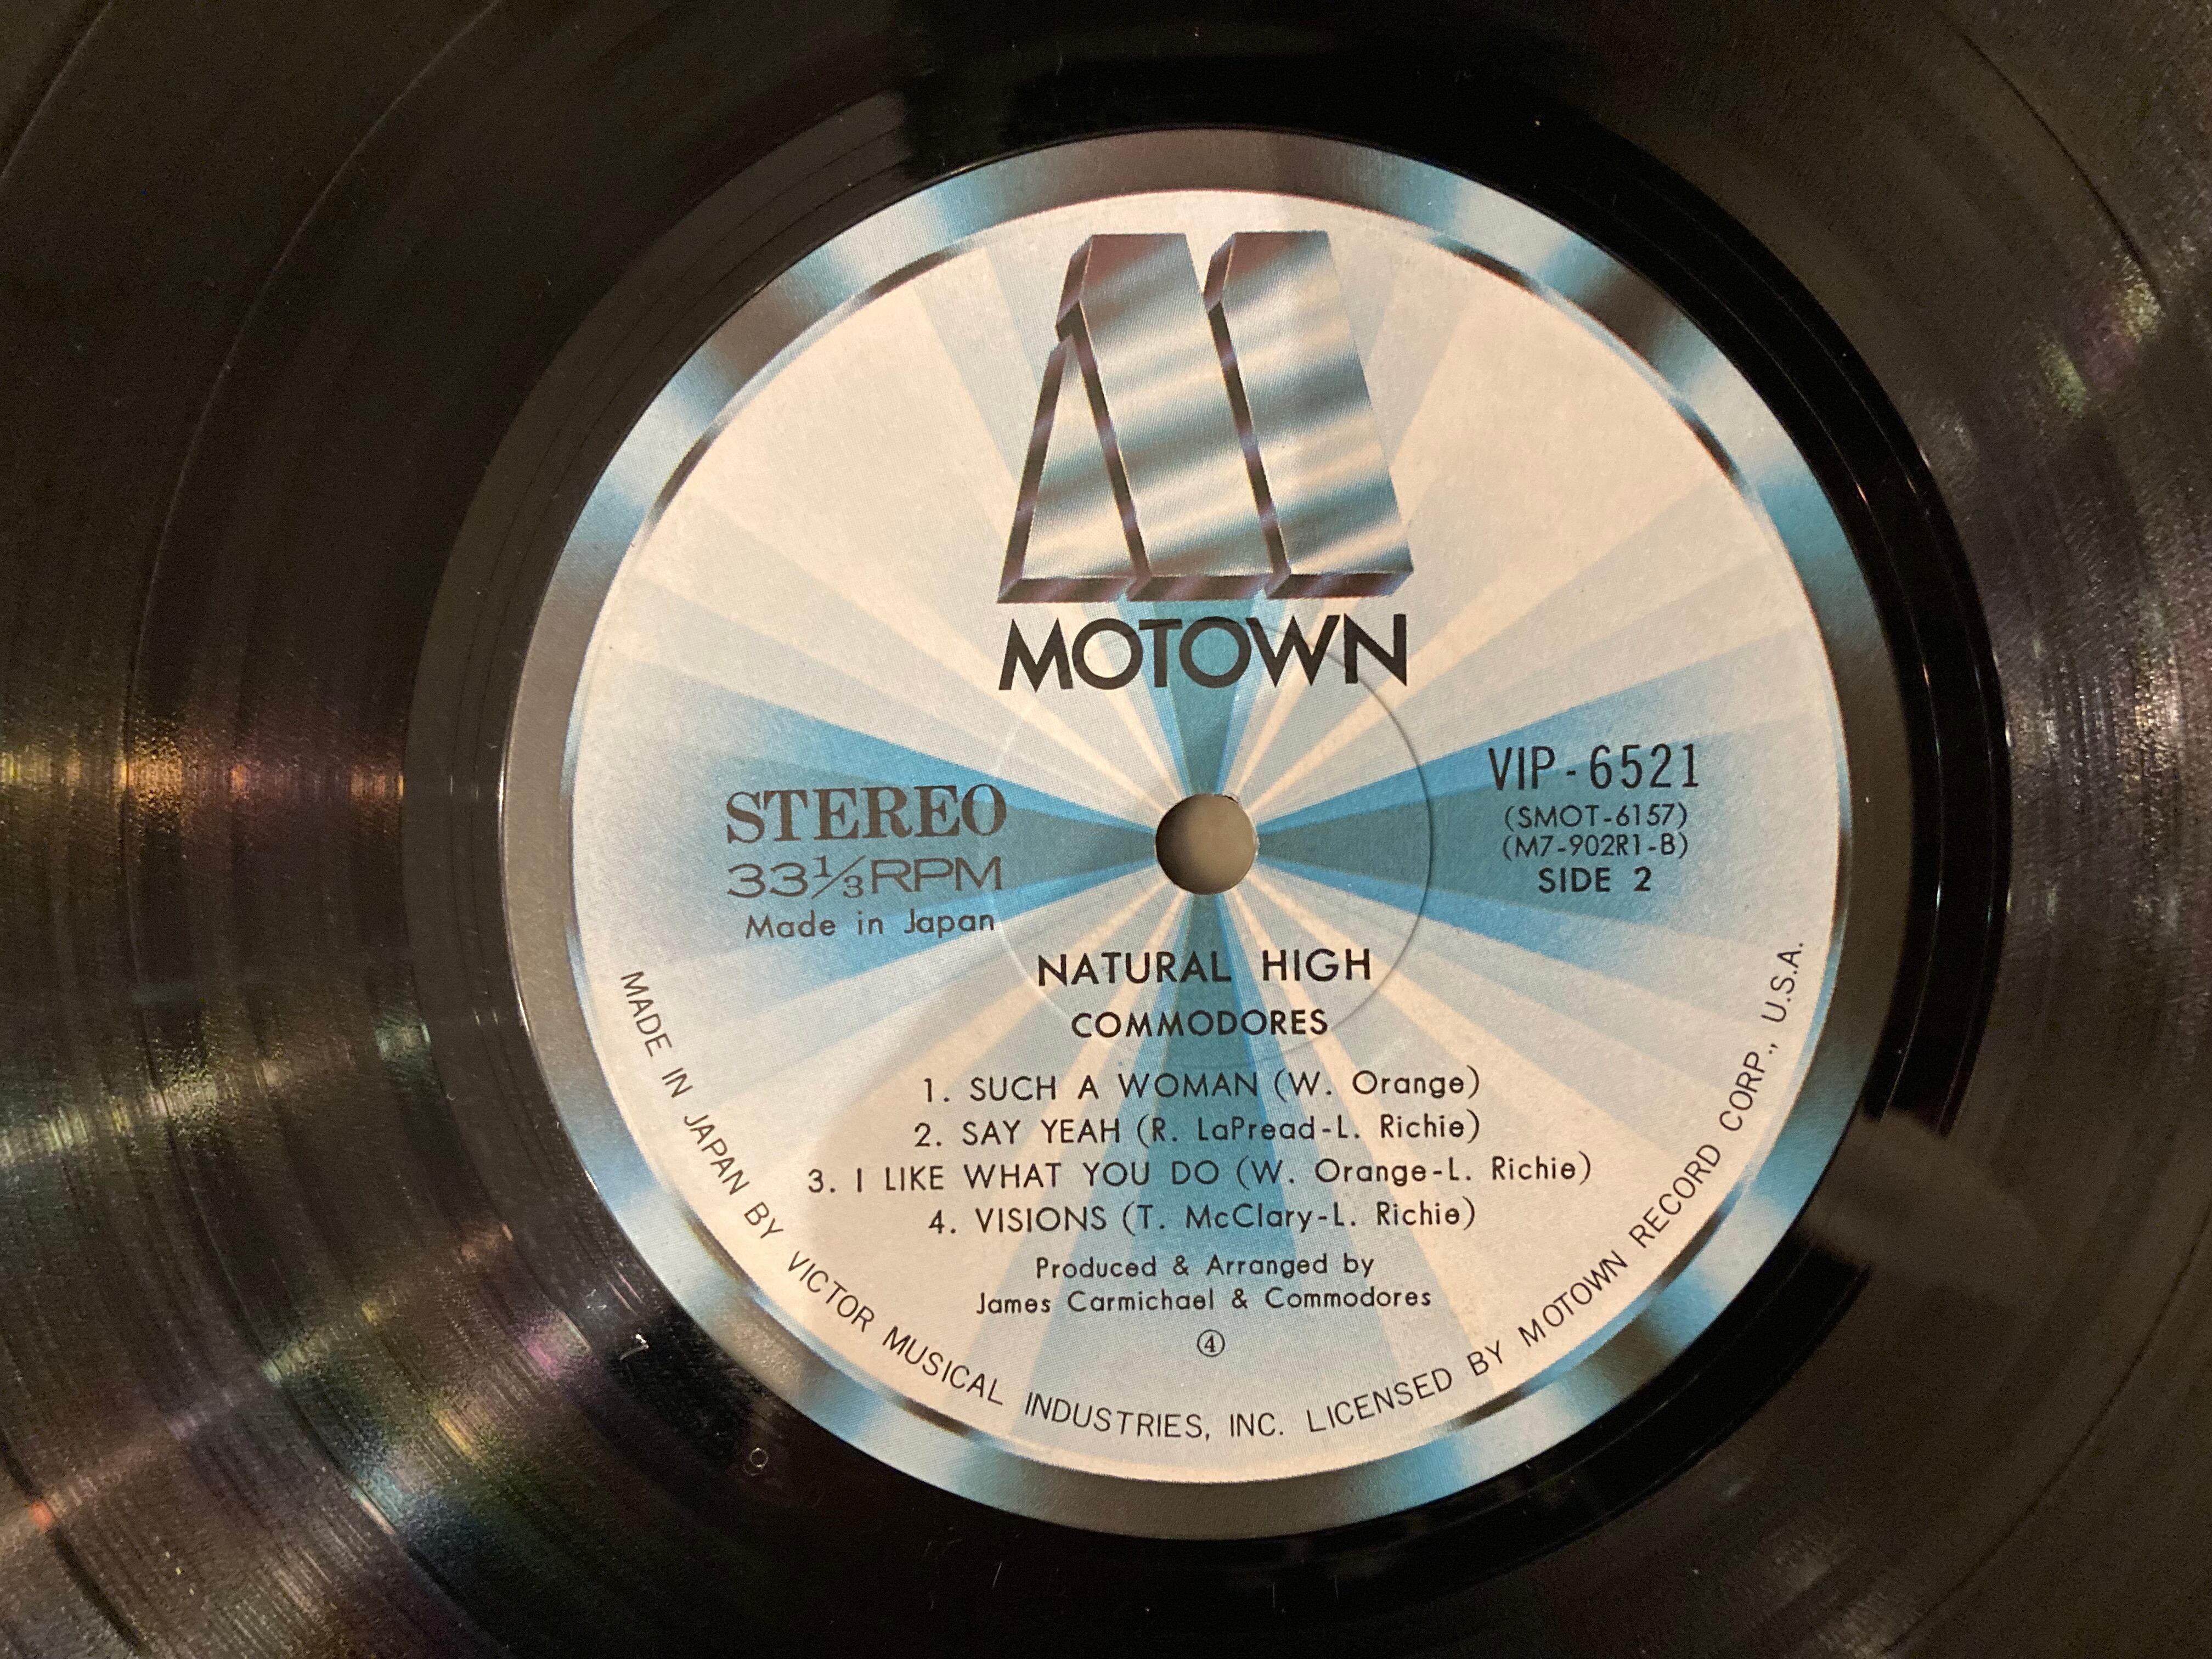 MOTOWN
STEREO
33⅓ RPM
Made in Japan
VIP-6521
(SMOT-6157)
(M7-902R1-B)
SIDE 2
NATURAL HIGH
COMMODORES
1. SUCH A WOMAN (W. Orange)
2. SAY YEAH (R. LaPread-L. Richie)
3. I LIKE WHAT YOU DO (W. Orange-L. Richie)
4. VISIONS (T. McClary-L. Richie)
Produced & Arranged by
James Carmichael & Commodores
④
MADE IN JAPAN BY VICTOR MUSICAL INDUSTRIES, INC. LICENSED BY MOTOWN RECORD CORP., U.S.A.